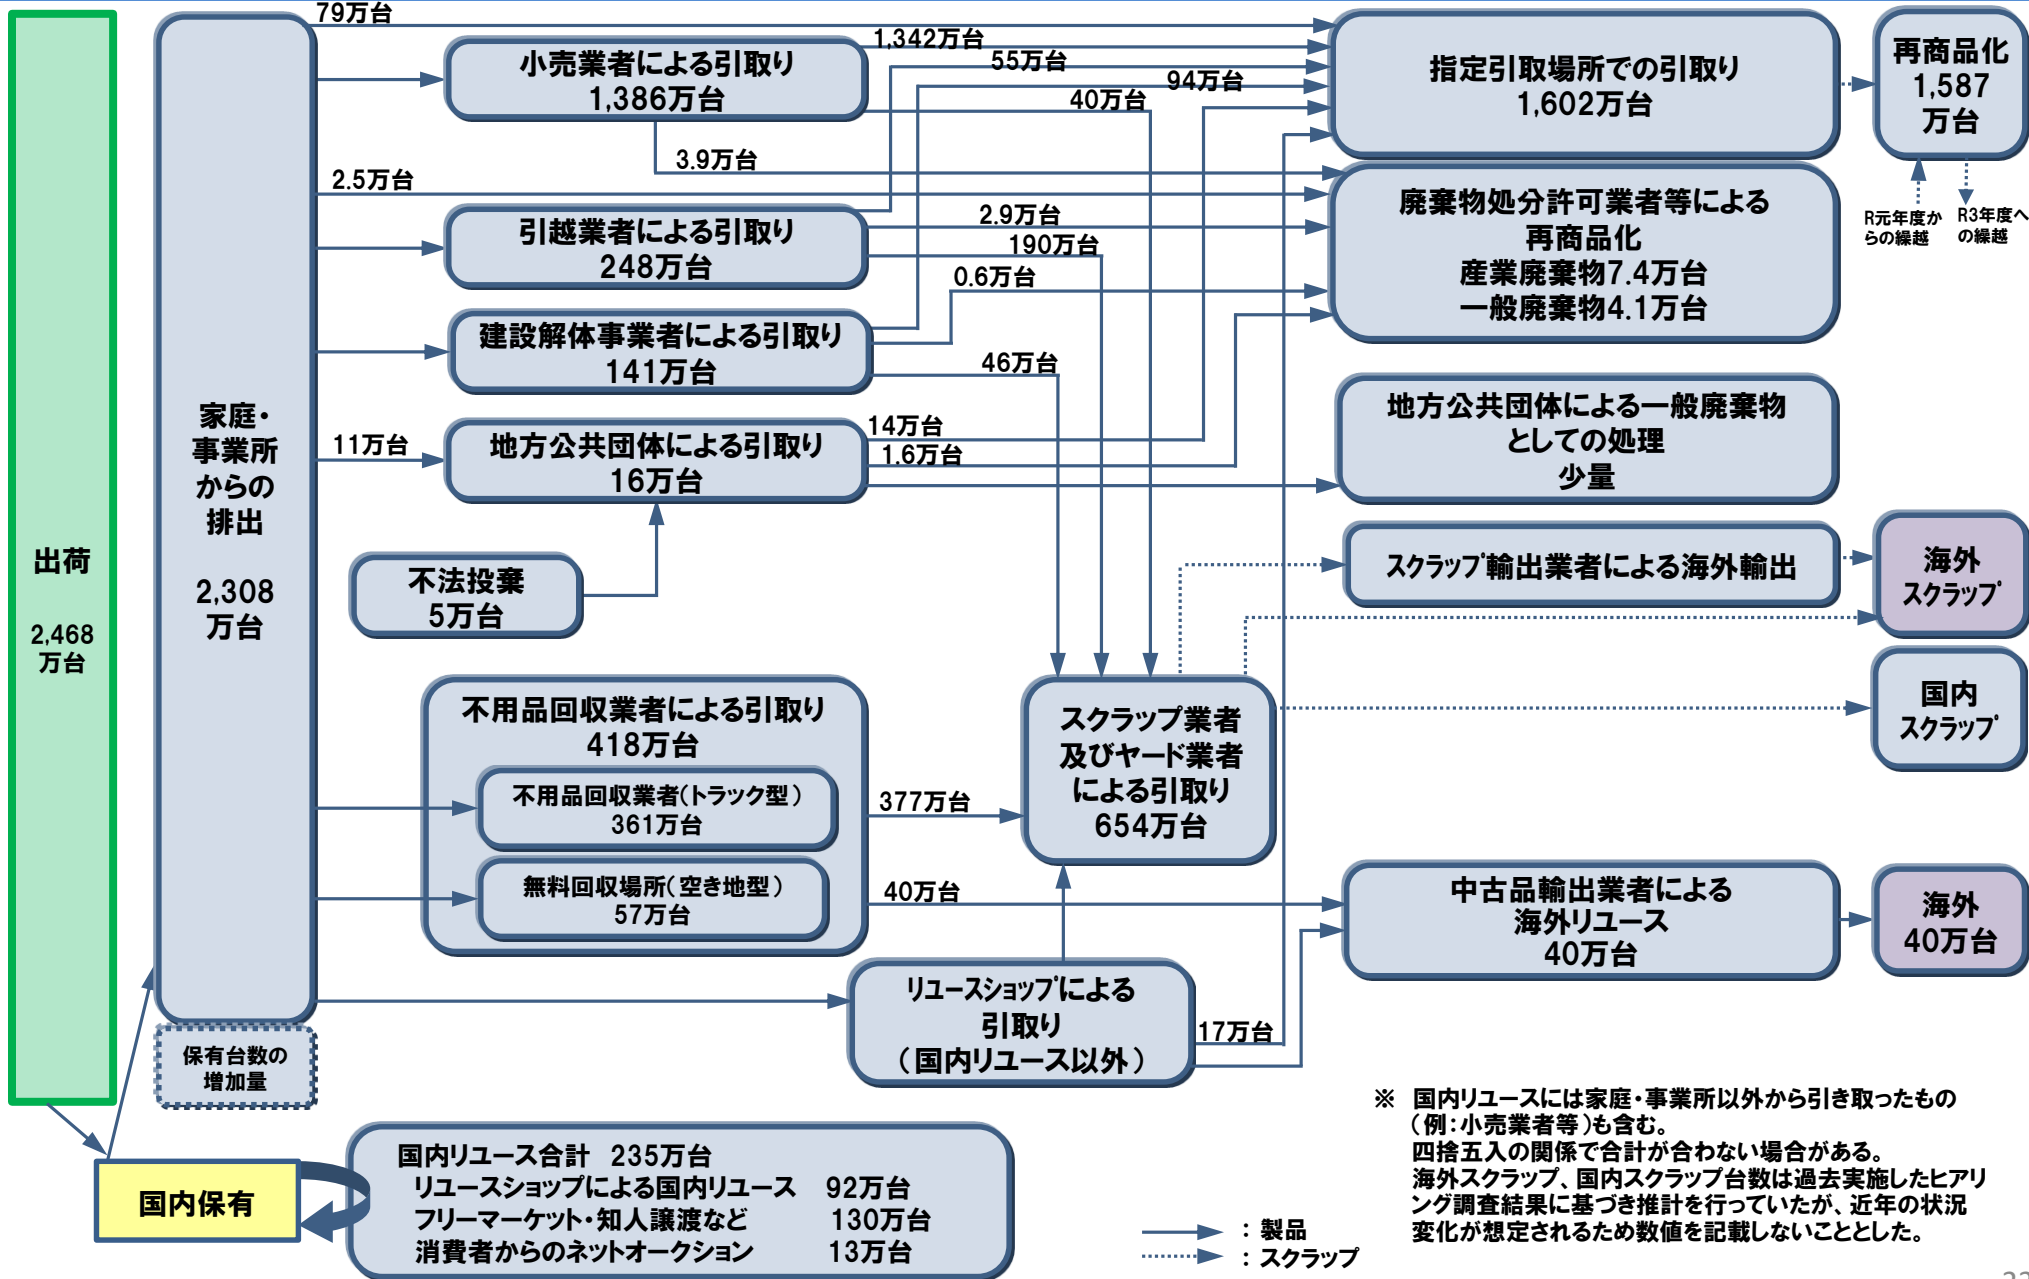 出荷
2,468
万台
家庭・
事業所
からの
排出
2,308
万台
保有台数の
増加量
国内保有
79万台
小売業者による引取り
1,386万台
1,342万台
55万台
94万台
40万台
3.9万台
2.5万台
引越業者による引取り
248万台
2.9万台
190万台
0.6万台
建設解体事業者による引取り
141万台
46万台
11万台
地方公共団体による引取り
16万台
14万台
1.6万台
不法投棄
5万台
不用品回収業者による引取り
418万台
不用品回収業者(トラック型)
361万台
無料回収場所(空き地型)
57万台
377万台
40万台
スクラップ業者
及びヤード業者
による引取り
654万台
リユースショップによる
引取り
(国内リユース以外)
17万台
指定引取場所での引取り
1,602万台
再商品化
1,587
万台
R元年度か
らの繰越
R3年度へ
の繰越
廃棄物処分許可業者等による
再商品化
産業廃棄物7.4万台
一般廃棄物4.1万台
地方公共団体による一般廃棄物
としての処理
少量
スクラップ輸出業者による海外輸出
海外
スクラップ
国内
スクラップ
中古品輸出業者による
海外リユース
40万台
海外
40万台
国内リユース合計 235万台
リユースショップによる国内リユース 92万台
フリーマーケット・知人譲渡など 130万台
消費者からのネットオークション 13万台
:製品
:スクラップ
※ 国内リユースには家庭・事業所以外から引き取ったもの
(例:小売業者等)も含む。
四捨五入の関係で合計が合わない場合がある。
海外スクラップ、国内スクラップ台数は過去実施したヒアリ
ング調査結果に基づき推計を行っていたが、近年の状況
変化が想定されるため数値を記載しないこととした。